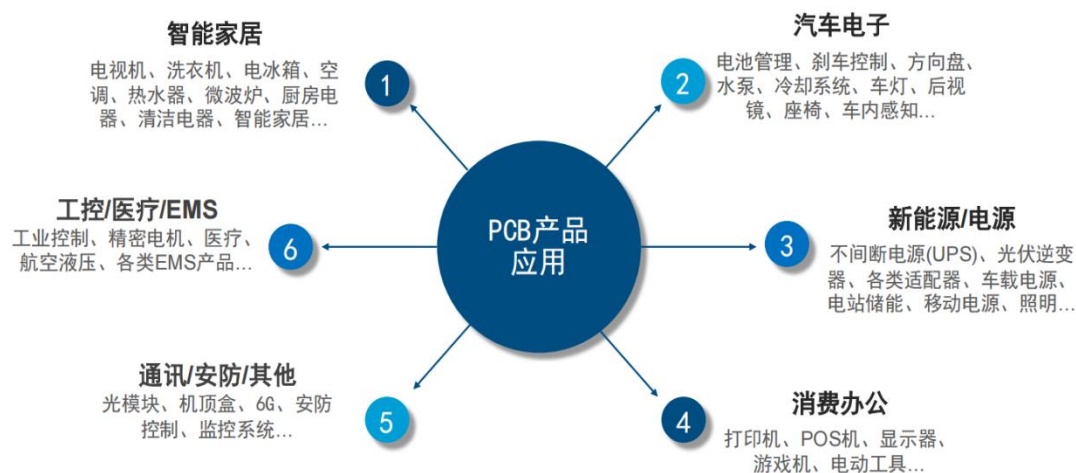 智能家居
电视机、洗衣机、电冰箱、空
调、热水器、微波炉、厨房电
器、清洁电器、智能家居…
1
汽车电子
电池管理、刹车控制、方向盘、
水泵、冷却系统、车灯、后视
镜、座椅、车内感知…
2
PCB产品
应用
新能源/电源
不间断电源(UPS)、光伏逆变
器、各类适配器、车载电源、
电站储能、移动电源、照明…
3
消费办公
打印机、POS机、显示器、
游戏机、电动工具…
4
通讯/安防/其他
光模块、机顶盒、6G、安防
控制、监控系统…
5
工控/医疗/EMS
工业控制、精密电机、医疗、
航空液压、各类EMS产品…
6